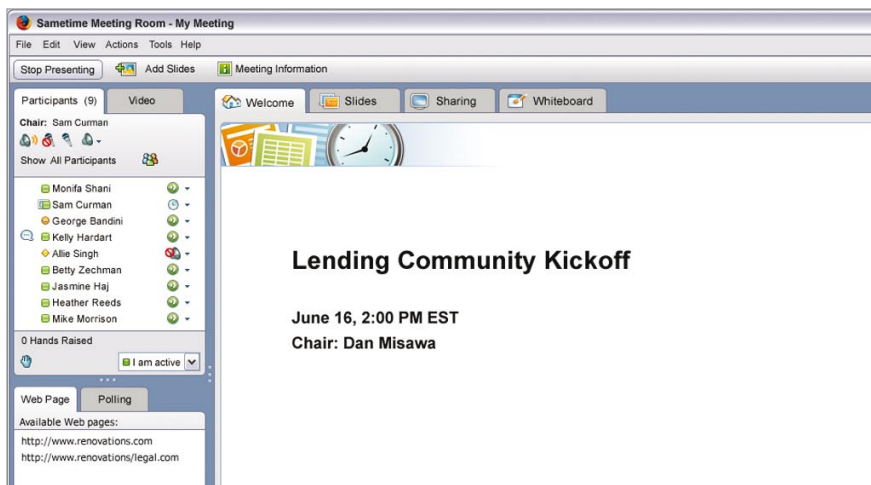 Sametime Meeting Room - My Meeting
File Edit View Actions Tools Help
Stop Presenting Add Slides Meeting Information
Participants (9) Video
Chair: Sam Curman
Show All Participants
Monifa Shani
Sam Curman
George Bandini
Kelly Hardart
Allie Singh
Betty Zechman
Jasmine Haj
Heather Reeds
Mike Morrison
0 Hands Raised
I am active
Web Page Polling
Available Web pages:
http://www.renovations.com
http://www.renovations/legal.com
Welcome Slides Sharing Whiteboard
Lending Community Kickoff
June 16, 2:00 PM EST
Chair: Dan Misawa